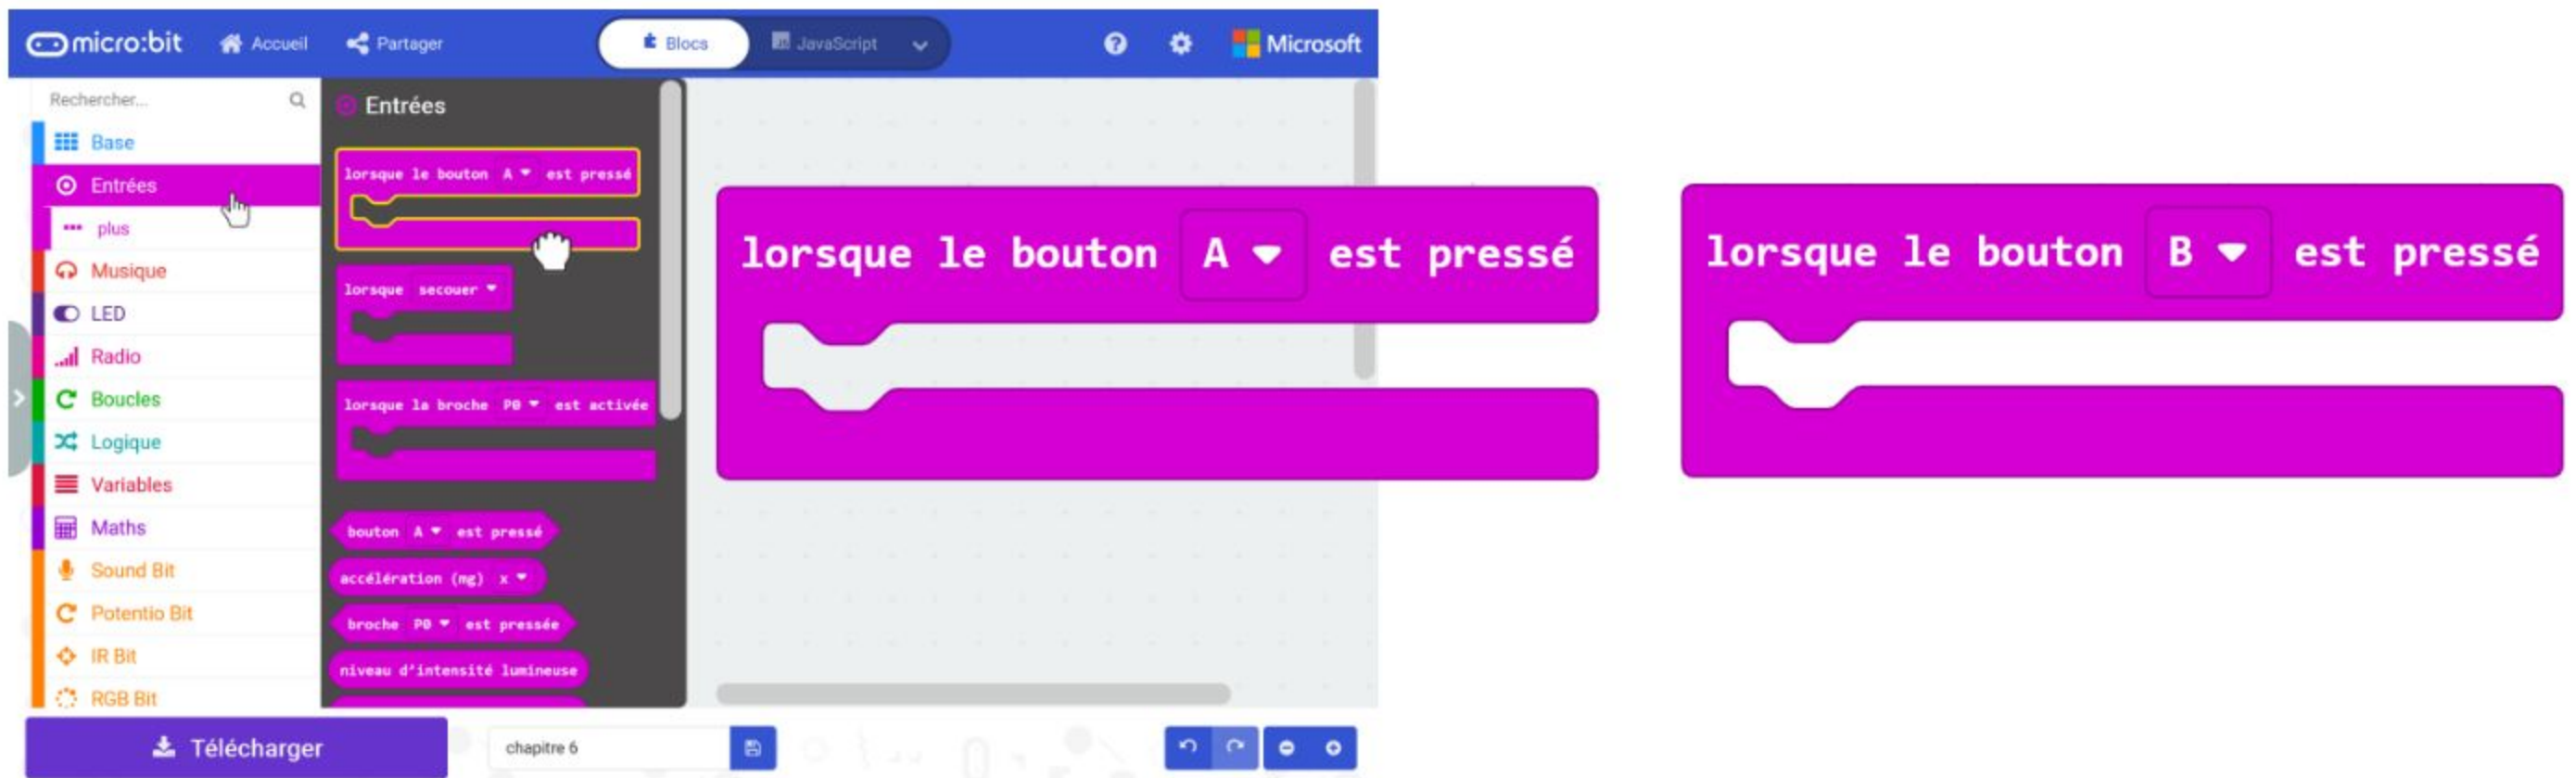 micro:bit Accueil Partager Blocs JavaScript Microsoft
Rechercher...
Base
Entrées
plus
Musique
LED
Radio
Boucles
Logique
Variables
Maths
Sound Bit
Potentio Bit
IR Bit
RGB Bit
Entrées
lorsque le bouton A est pressé
lorsque secouer
lorsque la broche P0 est activée
bouton A est pressé
accélération (mg) x
broche P0 est pressée
niveau d'intensité lumineuse
lorsque le bouton A est pressé
lorsque le bouton B est pressé
Télécharger
chapitre 6